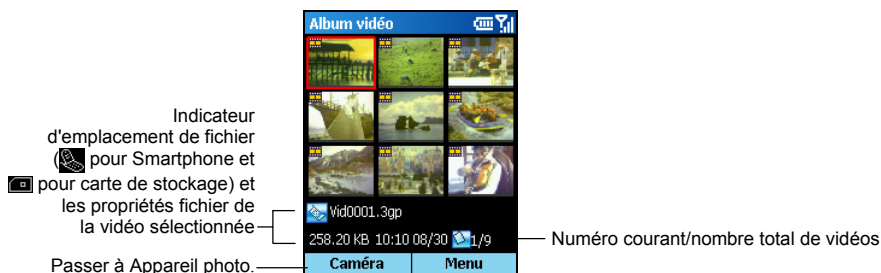 Album vidéo
Indicateur
d'emplacement de fichier
( pour Smartphone et
pour carte de stockage) et
les propriétés fichier de
la vidéo sélectionnée
Vid0001.3gp
258.20 KB 10:10 08/30 1/9
Numéro courant/nombre total de vidéos
Passer à Appareil photo.
Caméra Menu